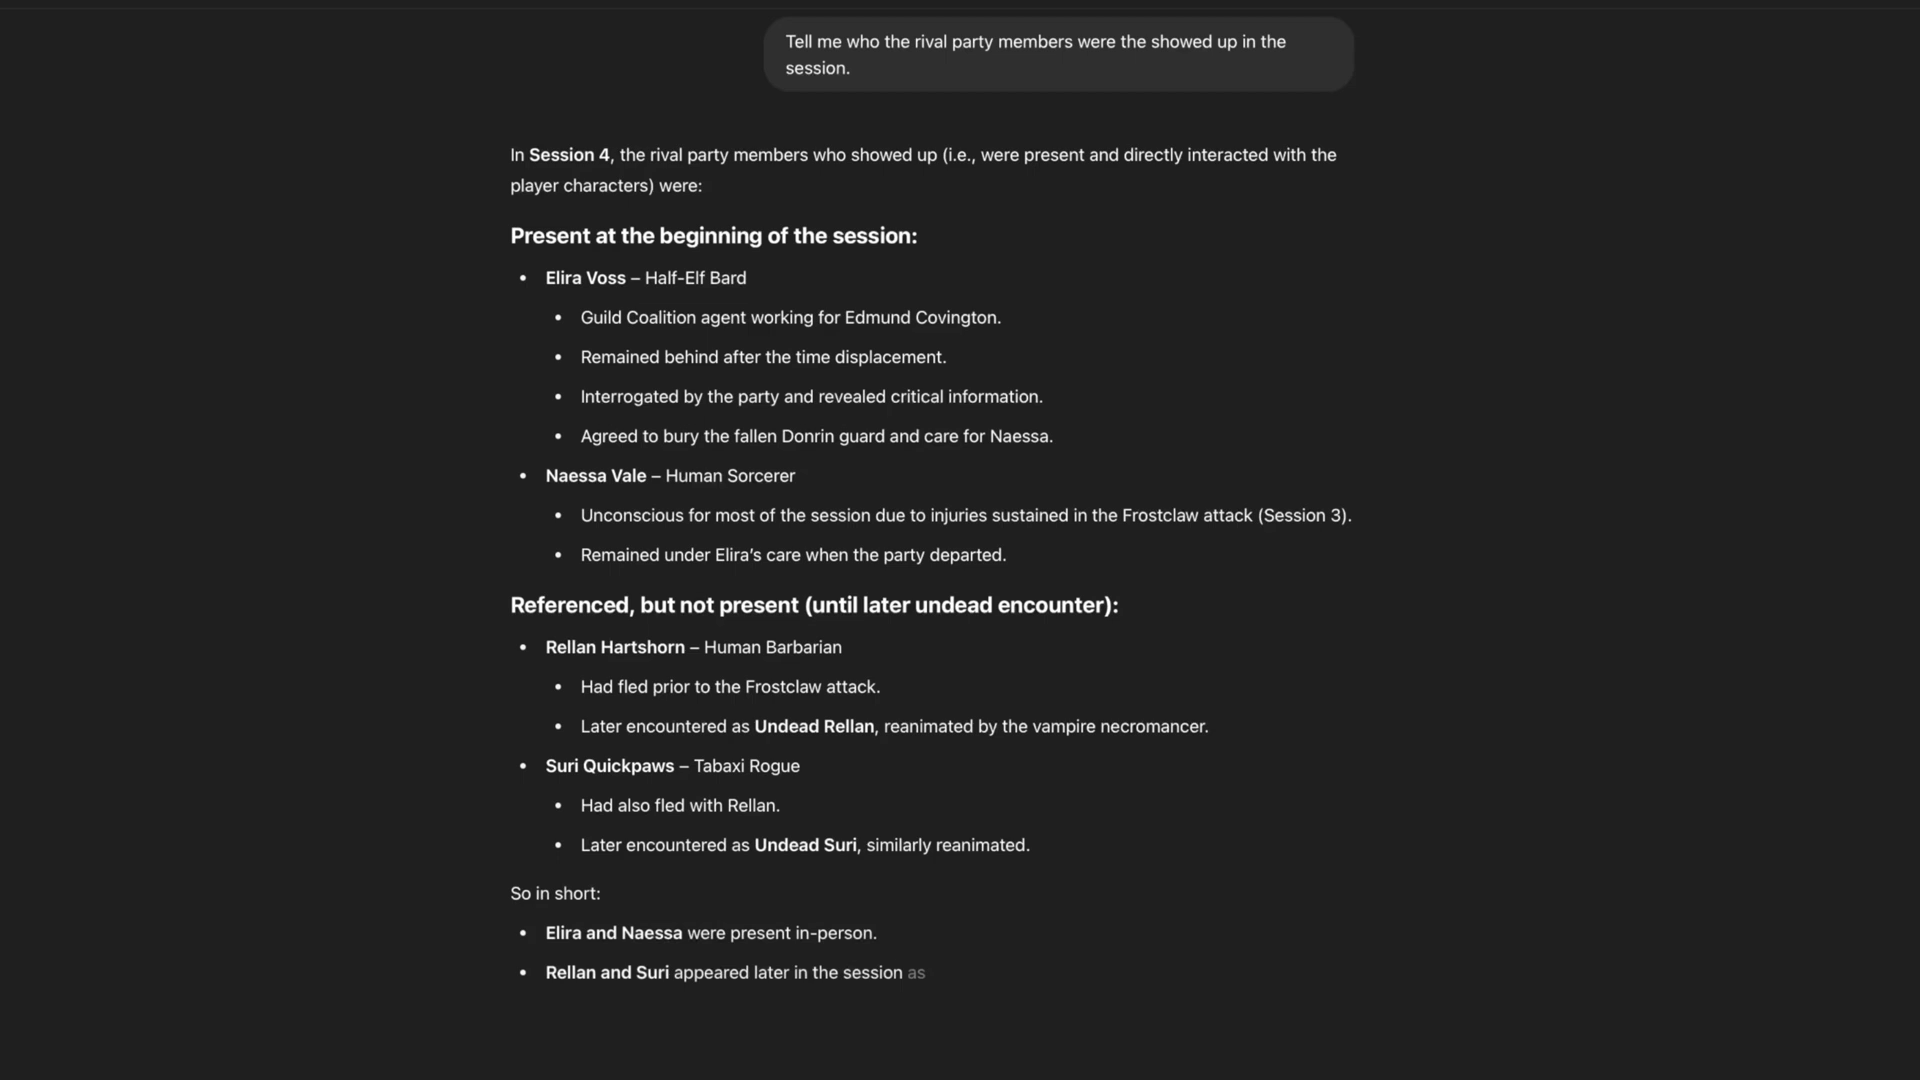 Tell me who the rival party members were the showed up in the
session.
In Session 4, the rival party members who showed up (i.e., were present and directly interacted with the
player characters) were:
Present at the beginning of the session:
• Elira Voss – Half-Elf Bard
• Guild Coalition agent working for Edmund Covington.
• Remained behind after the time displacement.
• Interrogated by the party and revealed critical information.
• Agreed to bury the fallen Donrin guard and care for Naessa.
• Naessa Vale – Human Sorcerer
• Unconscious for most of the session due to injuries sustained in the Frostclaw attack (Session 3).
• Remained under Elira’s care when the party departed.
Referenced, but not present (until later undead encounter):
• Rellan Hartshorn – Human Barbarian
• Had fled prior to the Frostclaw attack.
• Later encountered as Undead Rellan, reanimated by the vampire necromancer.
• Suri Quickpaws – Tabaxi Rogue
• Had also fled with Rellan.
• Later encountered as Undead Suri, similarly reanimated.
So in short:
• Elira and Naessa were present in-person.
• Rellan and Suri appeared later in the session as